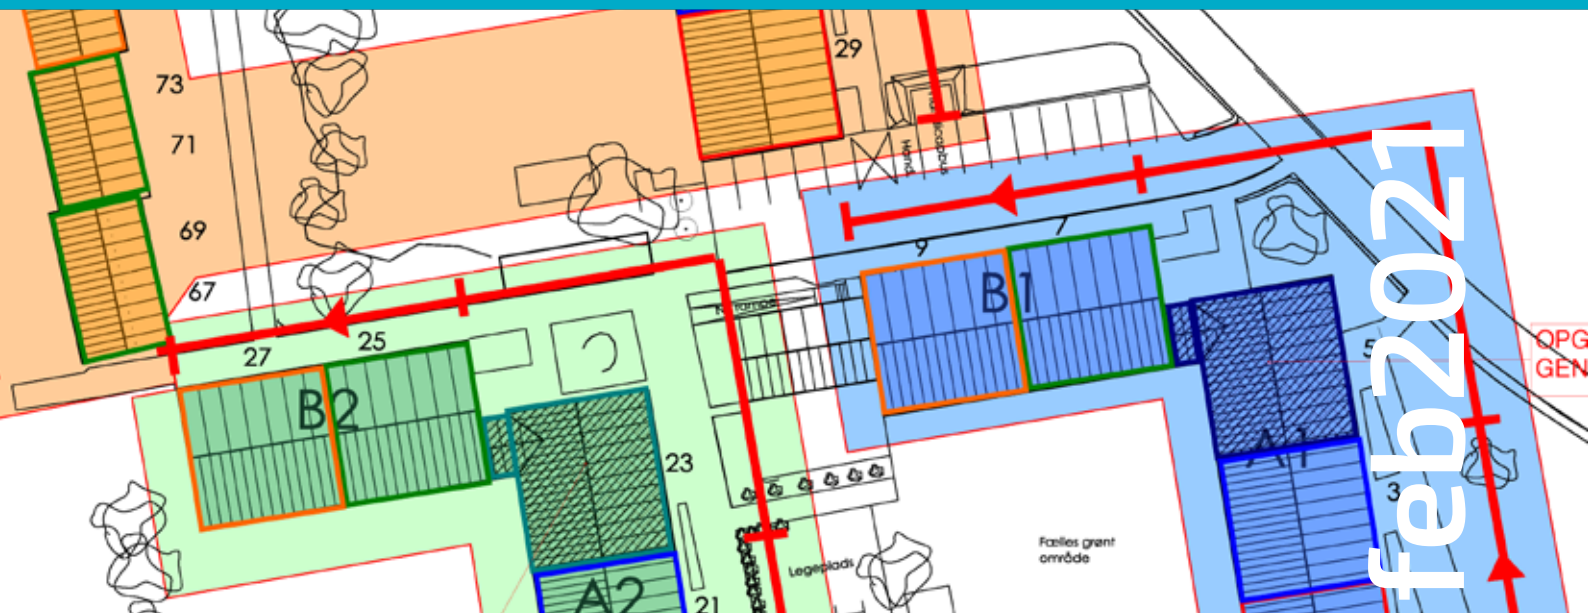 29
73
71
69
67
9
7
B1
27
25
B2
5
OPG
GEN
A1
23
3
Fælles grønt
område
Legeplads
A2
21
feb2021